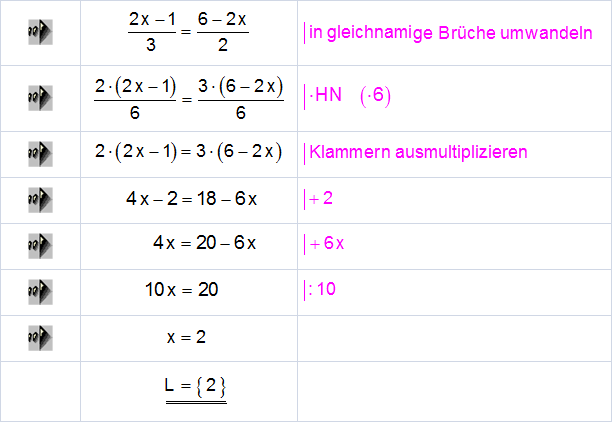 (2x − 1)/3 = (6 − 2x)/2 |in gleichnamige Brüche umwandeln
(2·(2x − 1))/6 = (3·(6 − 2x))/6 |·HN (·6)
2·(2x − 1) = 3·(6 − 2x) |Klammern ausmultiplizieren
4x − 2 = 18 − 6x |+ 2
4x = 20 − 6x |+ 6x
10x = 20 |: 10
x = 2
L = {2}